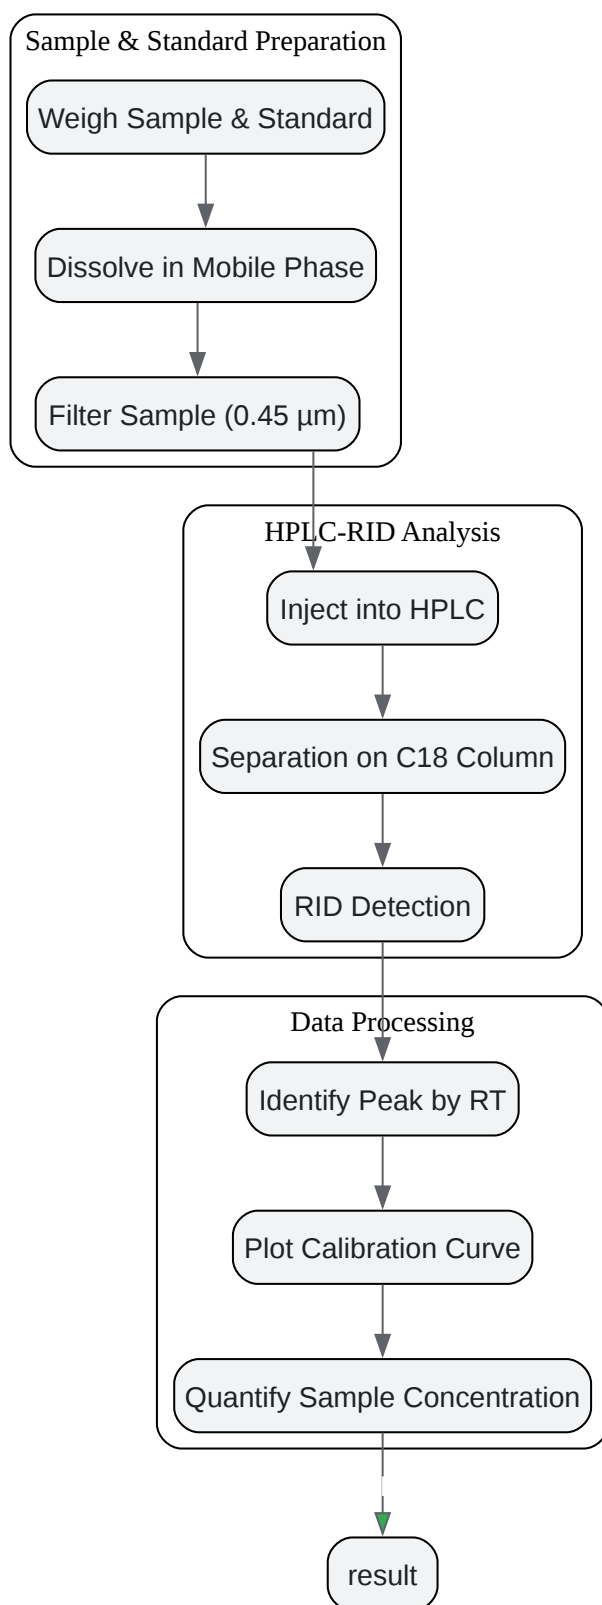 Sample & Standard Preparation
Weigh Sample & Standard
Dissolve in Mobile Phase
Filter Sample (0.45 µm)
HPLC-RID Analysis
Inject into HPLC
Separation on C18 Column
RID Detection
Data Processing
Identify Peak by RT
Plot Calibration Curve
Quantify Sample Concentration
result